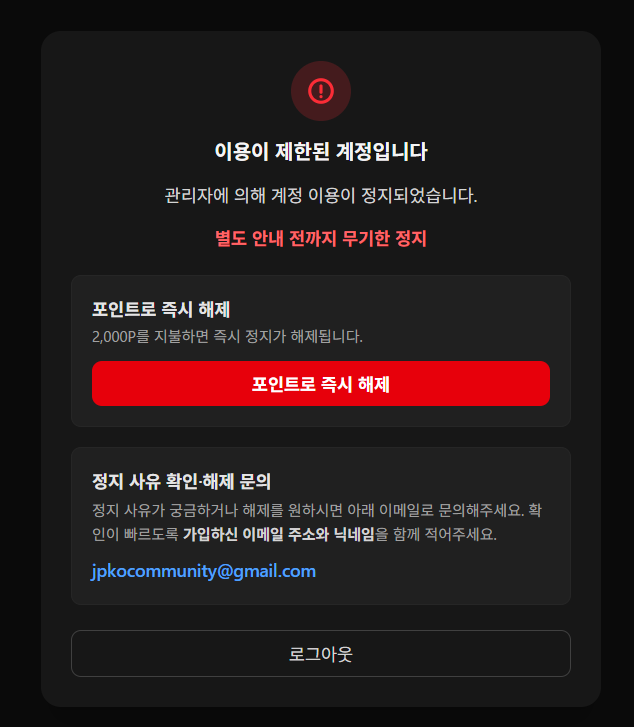 이용이 제한된 계정입니다
관리자에 의해 계정 이용이 정지되었습니다.
별도 안내 전까지 무기한 정지
포인트로 즉시 해제
2,000P를 지불하면 즉시 정지가 해제됩니다.
포인트로 즉시 해제
정지 사유 확인·해제 문의
정지 사유가 궁금하거나 해제를 원하시면 아래 이메일로 문의해주세요. 확
인이 빠르도록 가입하신 이메일 주소와 닉네임을 함께 적어주세요.
jpkocommunity@gmail.com
로그아웃